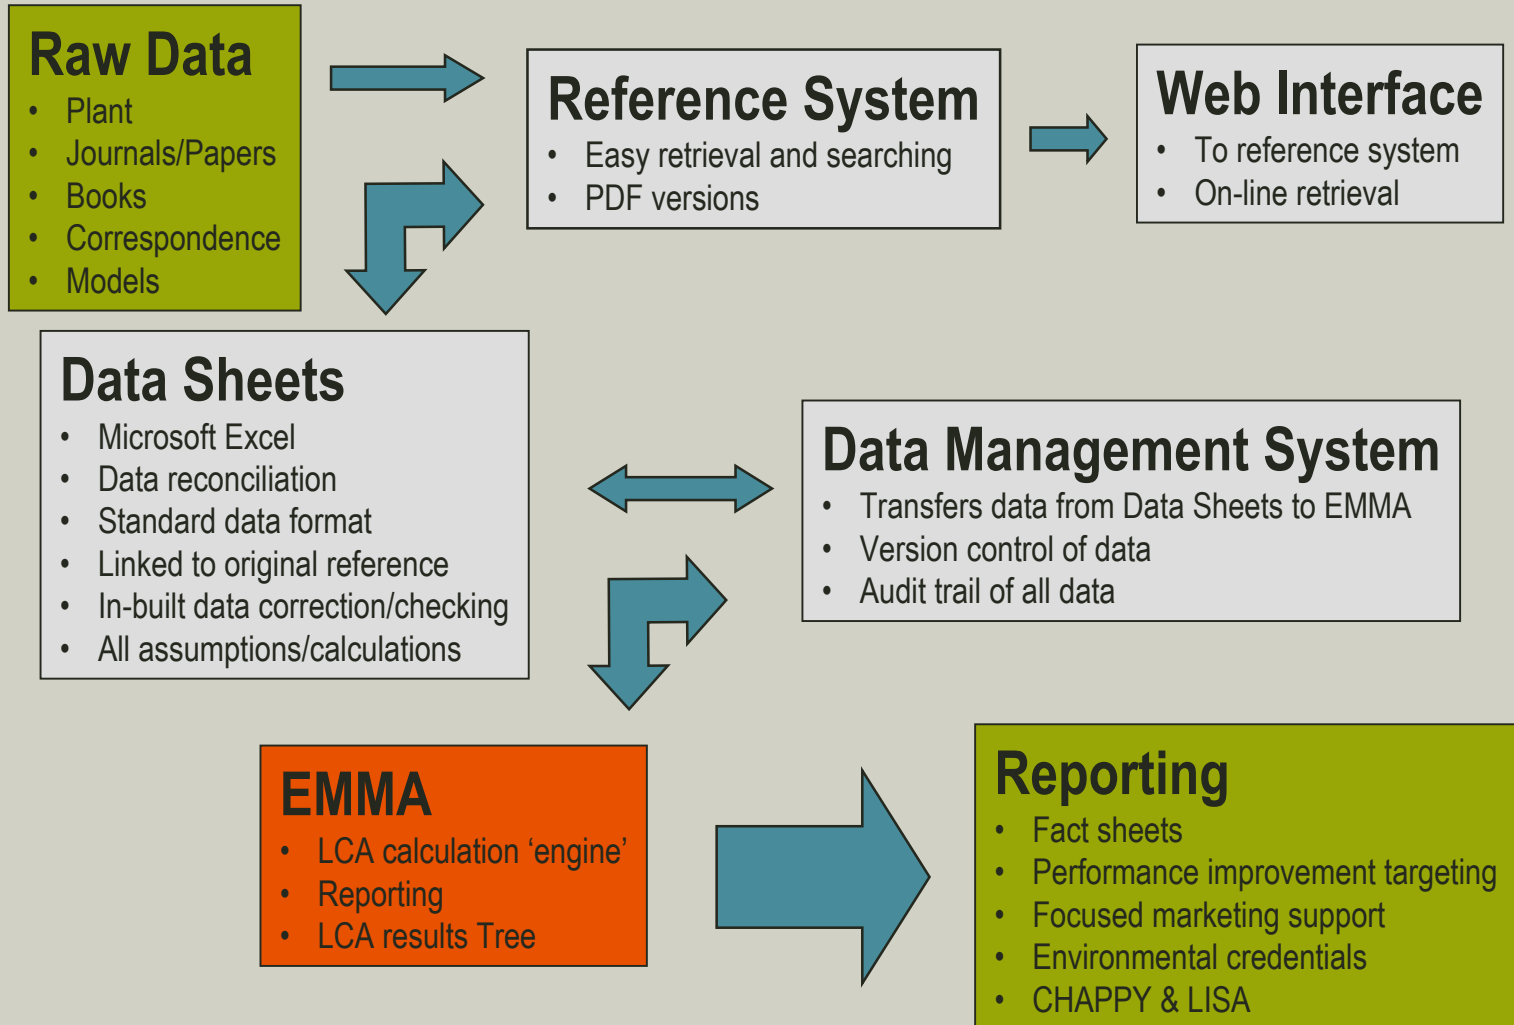 Raw Data
• Plant
• Journals/Papers
• Books
• Correspondence
• Models
Reference System
• Easy retrieval and searching
• PDF versions
Web Interface
• To reference system
• On-line retrieval
Data Sheets
• Microsoft Excel
• Data reconciliation
• Standard data format
• Linked to original reference
• In-built data correction/checking
• All assumptions/calculations
Data Management System
• Transfers data from Data Sheets to EMMA
• Version control of data
• Audit trail of all data
EMMA
• LCA calculation ‘engine’
• Reporting
• LCA results Tree
Reporting
• Fact sheets
• Performance improvement targeting
• Focused marketing support
• Environmental credentials
• CHAPPY & LISA